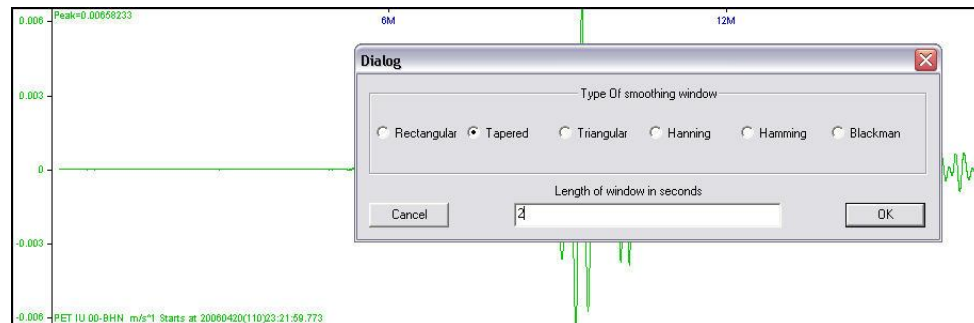 0.006 Peak=0.00658233 6M 12M
Dialog
Type Of smoothing window
0.003
Rectangular Tapered Triangular Hanning Hamming Blackman
0
Length of window in seconds
Cancel 2 OK
-0.003
-0.006 PET IU 00-BHN m/s^1 Starts at 20060420(110)23:21:59.773